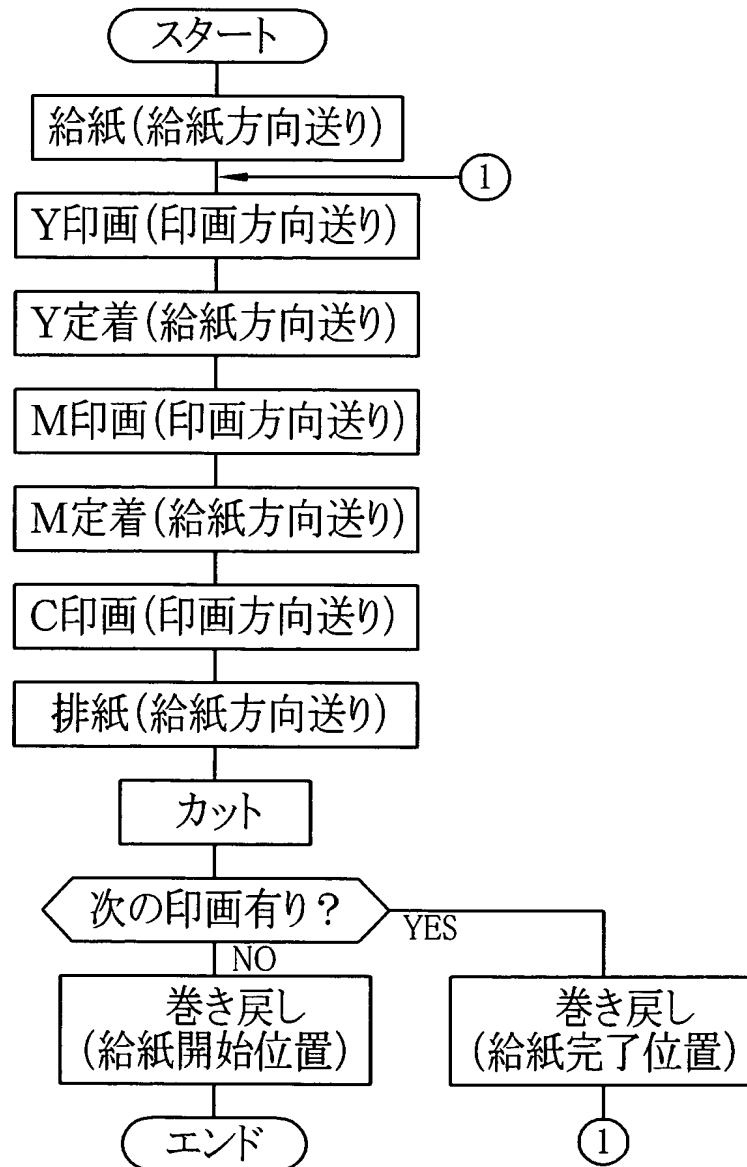 スタート
給紙(給紙方向送り)
①
Y印画(印画方向送り)
Y定着(給紙方向送り)
M印画(印画方向送り)
M定着(給紙方向送り)
C印画(印画方向送り)
排紙(給紙方向送り)
カット
次の印画有り?
YES
NO
巻き戻し
(給紙開始位置)
巻き戻し
(給紙完了位置)
エンド
①